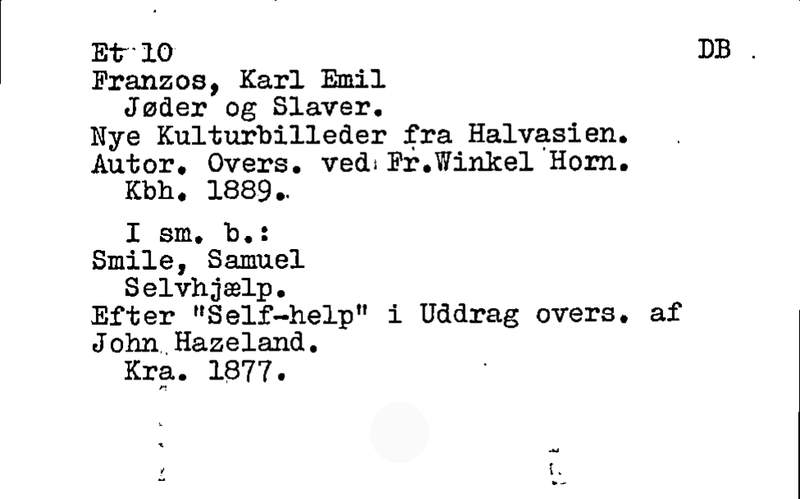 Et 10 DB
Franzos, Karl Emil
Jøder og Slaver.
Nye Kulturbilleder fra Halvasien.
Autor. Overs. ved Fr.Winkel Horn.
Kbh. 1889.
I sm. b.:
Smile, Samuel
Selvhjælp.
Efter "Self-help" i Uddrag overs. af
John Hazeland.
Kra. 1877.